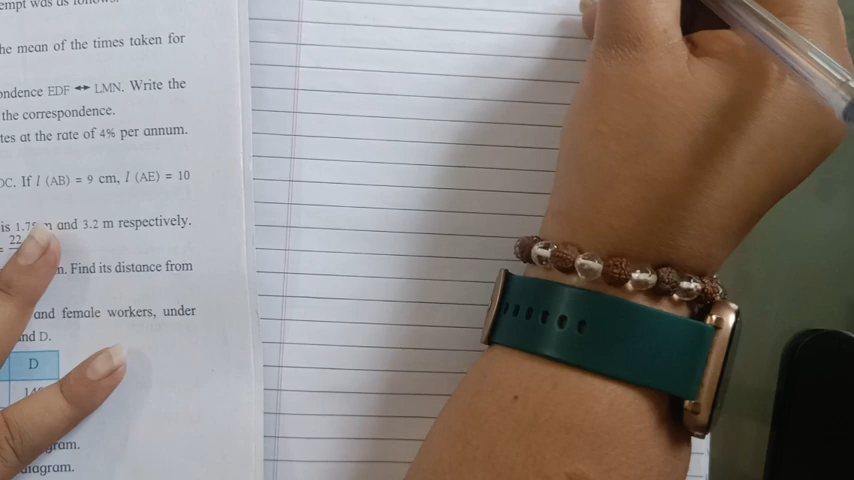 empt was as follows.
he mean of the times taken for
ondence EDF ↔ LMN. Write the
the correspondence.
tes at the rate of 4% per annum.
DC. If l (AB) = 9 cm, l (AE) = 10
is and 3.2 m respectively.
= 22
n. Find its distance from
and female workers, under
nd D.
D
gram.
diagram.